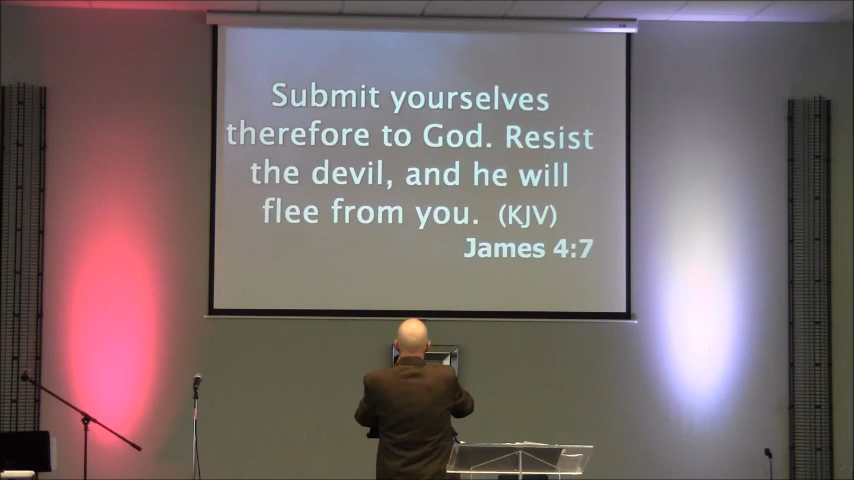 Submit yourselves
therefore to God. Resist
the devil, and he will
flee from you. (KJV)
James 4:7